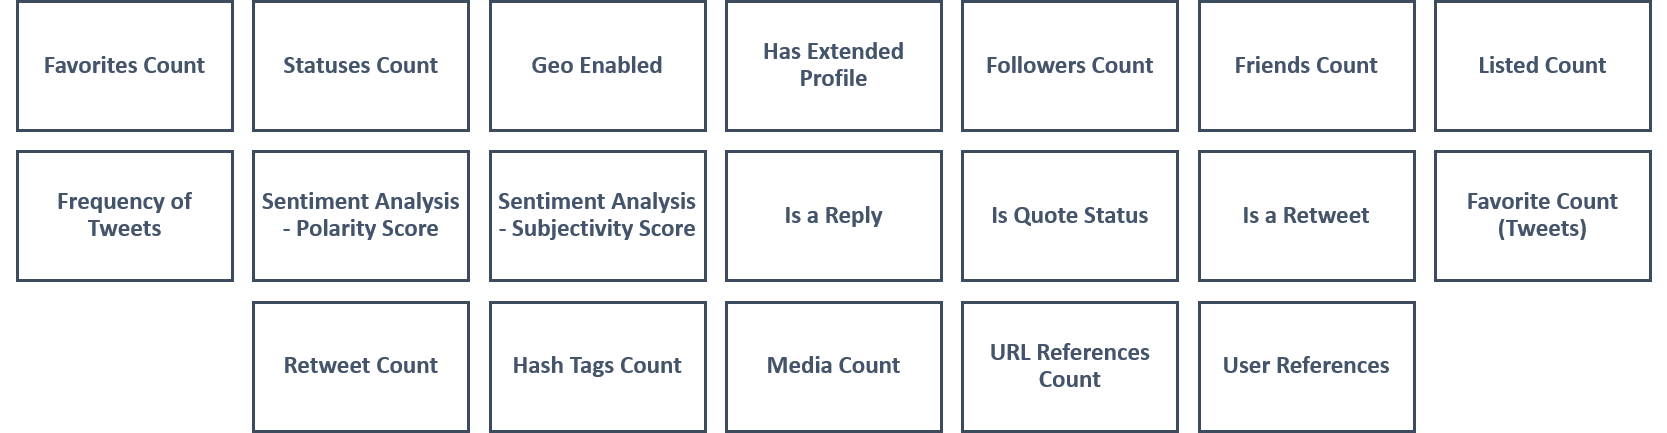 Favorites Count
Statuses Count
Geo Enabled
Has Extended
Profile
Followers Count
Friends Count
Listed Count
Frequency of
Tweets
Sentiment Analysis
- Polarity Score
Sentiment Analysis
- Subjectivity Score
Is a Reply
Is Quote Status
Is a Retweet
Favorite Count
(Tweets)
Retweet Count
Hash Tags Count
Media Count
URL References
Count
User References